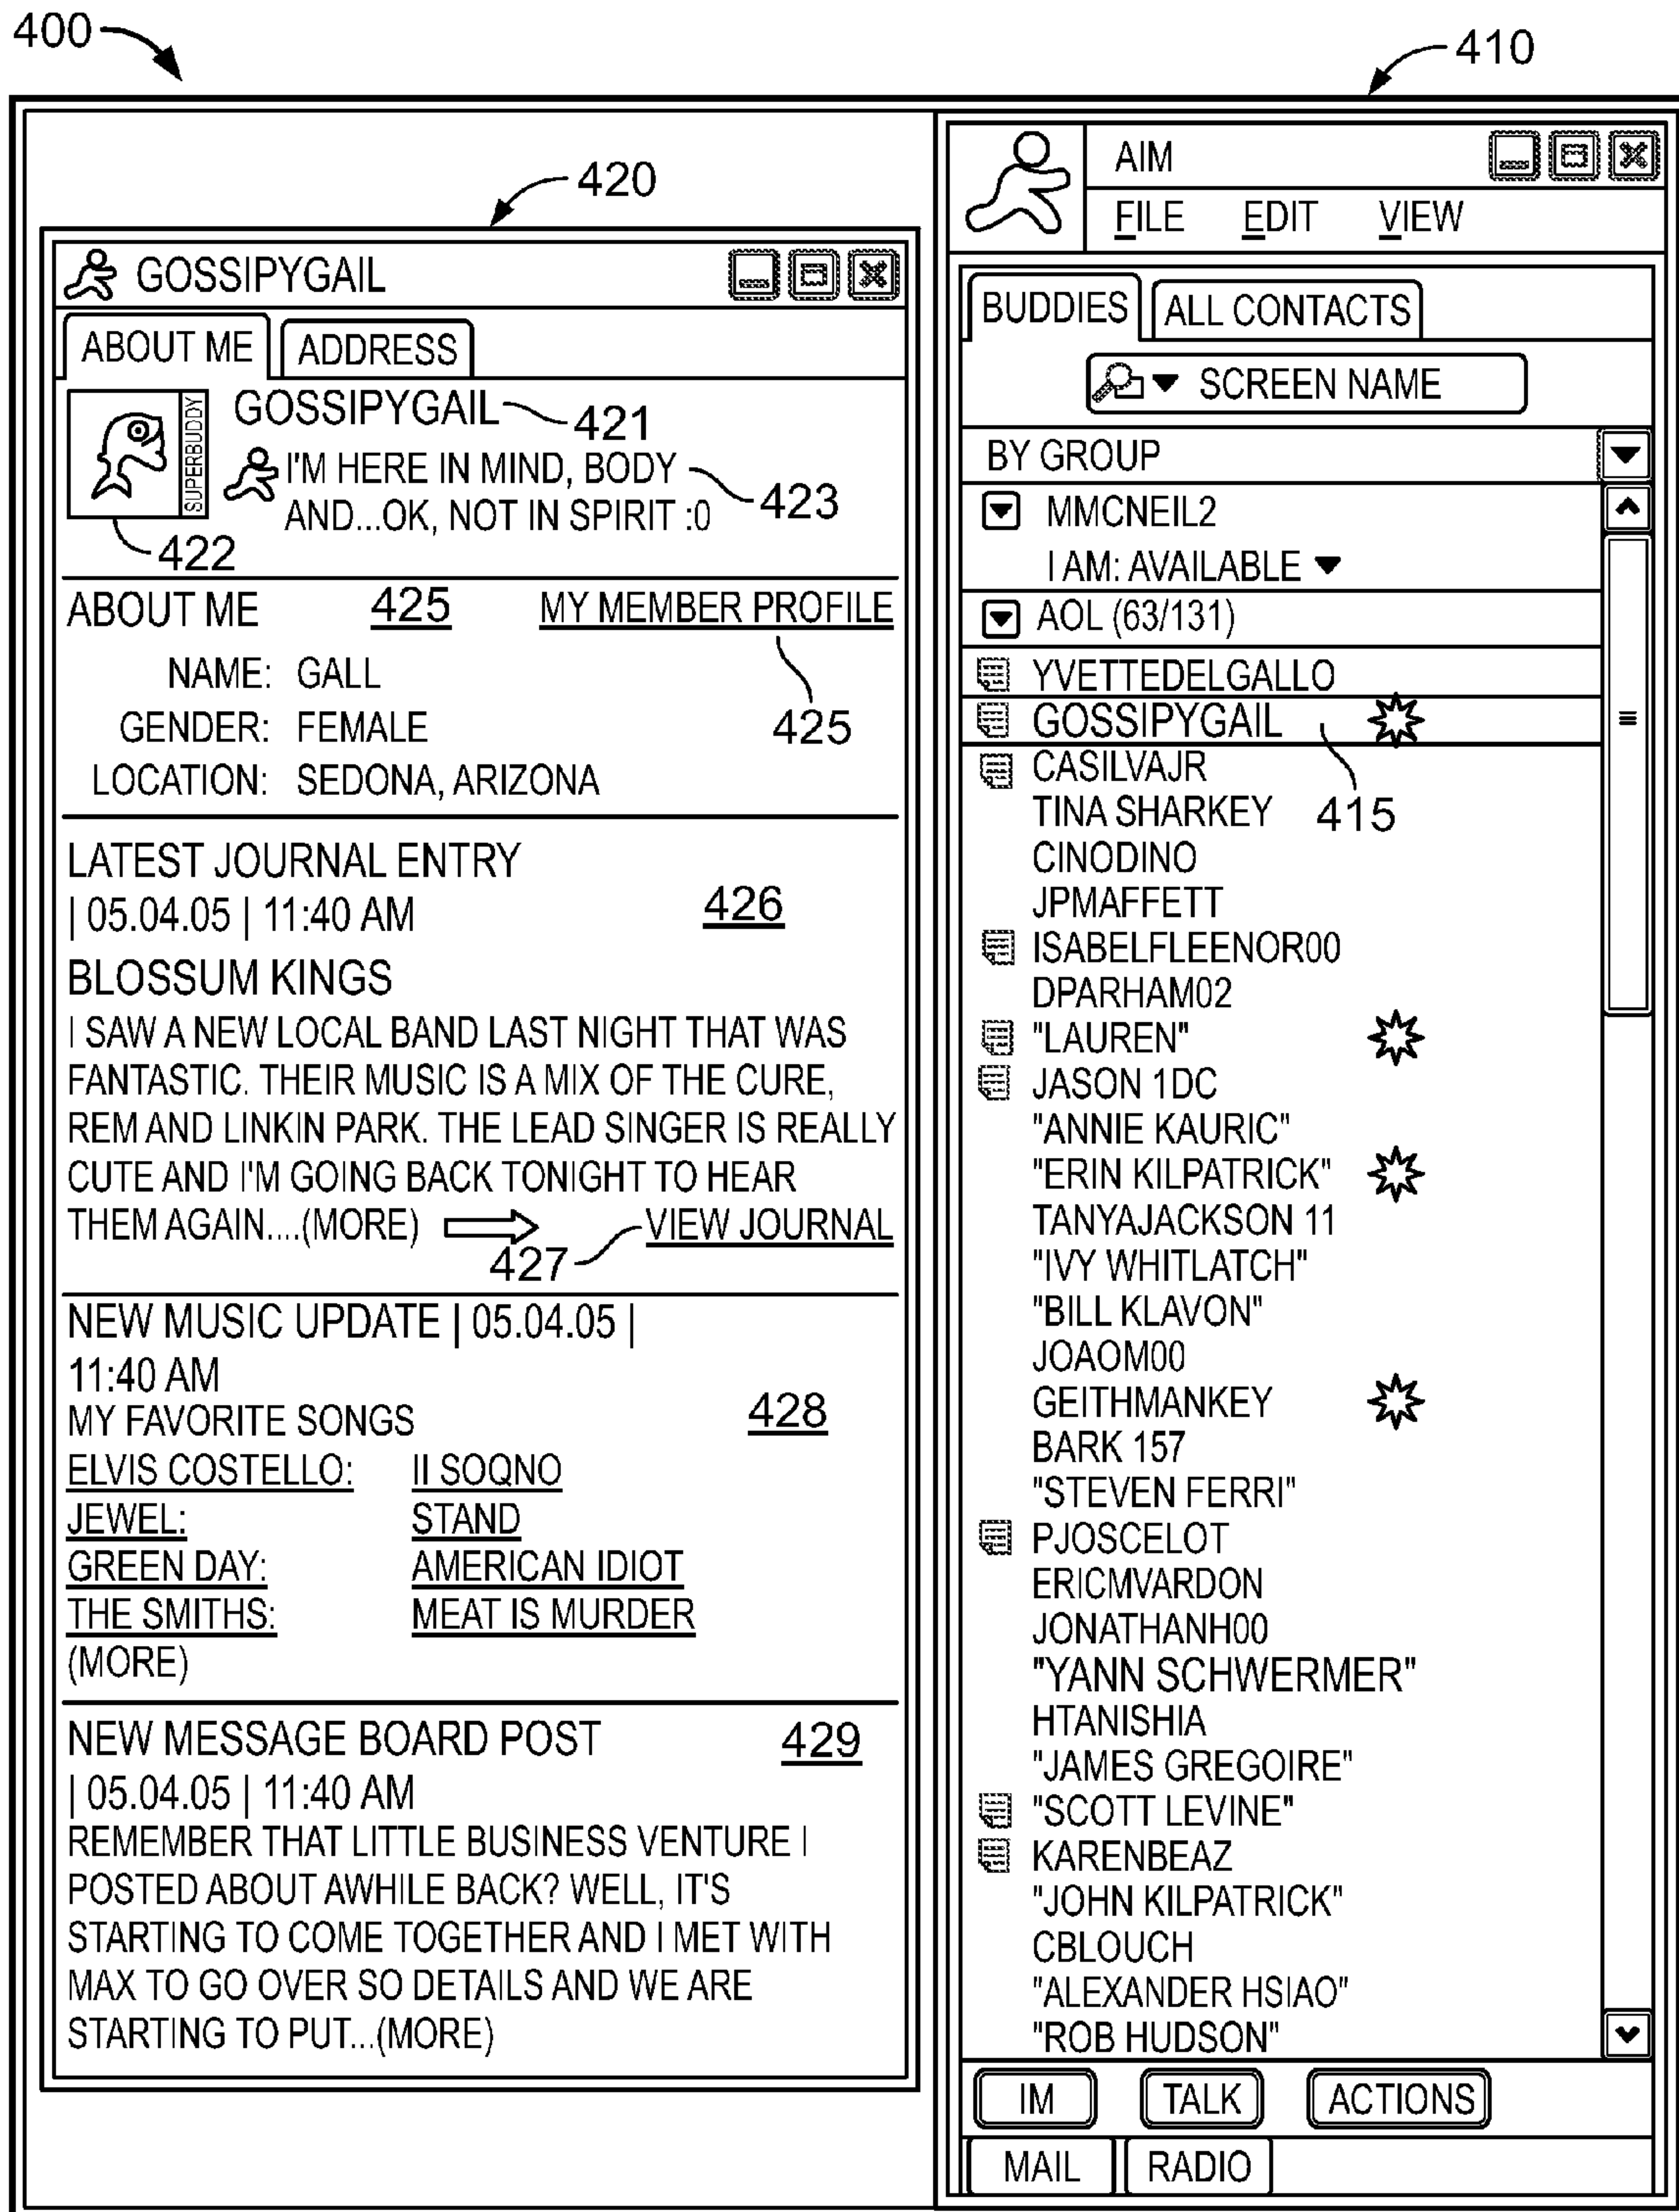 400
410
420
GOSSIPYGAIL
ABOUT ME
ADDRESS
SUPERBUDDY
GOSSIPYGAIL
421
I'M HERE IN MIND, BODY
AND...OK, NOT IN SPIRIT :0
423
422
ABOUT ME 425 MY MEMBER PROFILE
NAME: GALL
GENDER: FEMALE
425
LOCATION: SEDONA, ARIZONA
LATEST JOURNAL ENTRY
| 05.04.05 | 11:40 AM
426
BLOSSUM KINGS
I SAW A NEW LOCAL BAND LAST NIGHT THAT WAS
FANTASTIC. THEIR MUSIC IS A MIX OF THE CURE,
REM AND LINKIN PARK. THE LEAD SINGER IS REALLY
CUTE AND I'M GOING BACK TONIGHT TO HEAR
THEM AGAIN....(MORE) VIEW JOURNAL
427
NEW MUSIC UPDATE | 05.04.05 |
11:40 AM
MY FAVORITE SONGS
428
ELVIS COSTELLO: II SOQNO
JEWEL: STAND
GREEN DAY: AMERICAN IDIOT
THE SMITHS: MEAT IS MURDER
(MORE)
NEW MESSAGE BOARD POST 429
| 05.04.05 | 11:40 AM
REMEMBER THAT LITTLE BUSINESS VENTURE I
POSTED ABOUT AWHILE BACK? WELL, IT'S
STARTING TO COME TOGETHER AND I MET WITH
MAX TO GO OVER SO DETAILS AND WE ARE
STARTING TO PUT...(MORE)
AIM
FILE EDIT VIEW
BUDDIES
ALL CONTACTS
SCREEN NAME
BY GROUP
MMCNEIL2
I AM: AVAILABLE
AOL (63/131)
YVETTEDELGALLO
GOSSIPYGAIL
415
CASILVAJR
TINA SHARKEY
CINODINO
JPMAFFETT
ISABELFLEENOR00
DPARHAM02
"LAUREN"
JASON 1DC
"ANNIE KAURIC"
"ERIN KILPATRICK"
TANYAJACKSON 11
"IVY WHITLATCH"
"BILL KLAVON"
JOAOM00
GEITHMANKEY
BARK 157
"STEVEN FERRI"
PJOSCELOT
ERICMVARDON
JONATHANH00
"YANN SCHWERMER"
HTANISHIA
"JAMES GREGOIRE"
"SCOTT LEVINE"
KARENBEAZ
"JOHN KILPATRICK"
CBLOUCH
"ALEXANDER HSIAO"
"ROB HUDSON"
IM TALK ACTIONS
MAIL RADIO